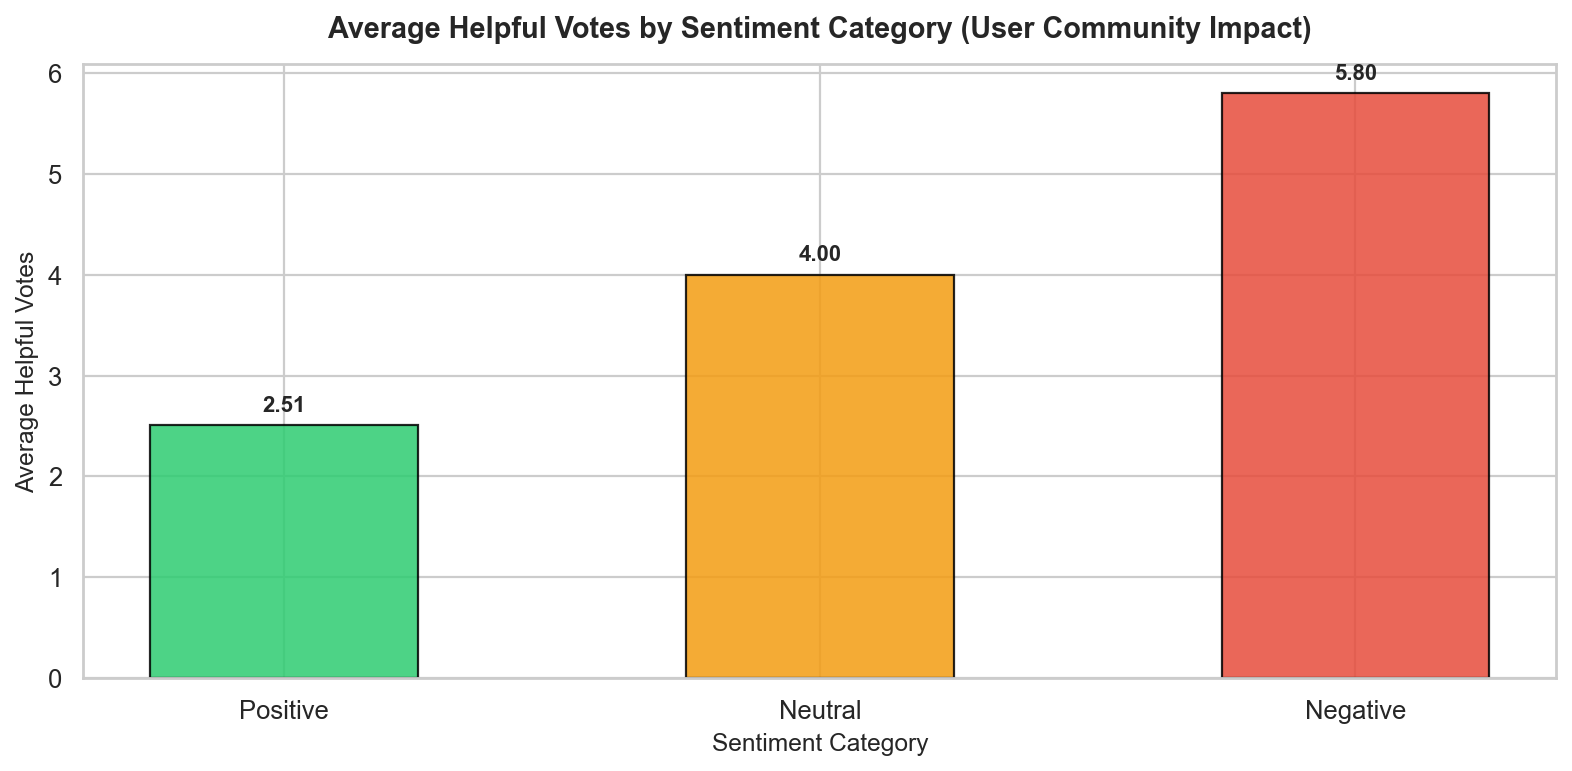 Average Helpful Votes by Sentiment Category (User Community Impact)
Average Helpful Votes
6
5
4
3
2
1
0
2.51
4.00
5.80
Positive
Neutral
Negative
Sentiment Category